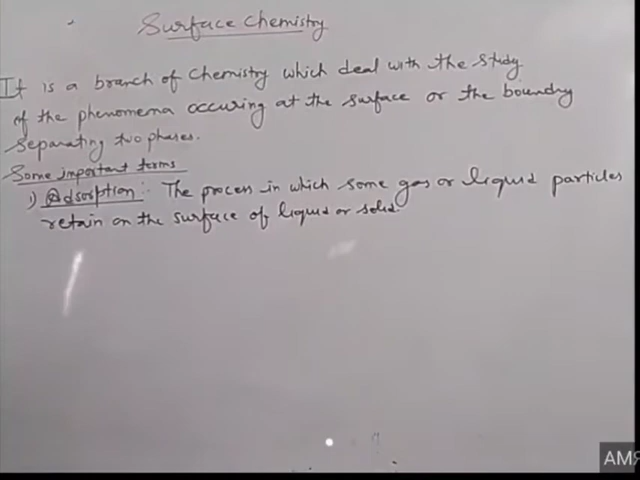 Surface Chemistry
It is a branch of Chemistry which deal with the study
of the phenomena occuring at the surface or the boundry
separating two phases.
Some important terms
1) Adsorption :- The process in which some gas or liquid particles
retain on the surface of liquid or solid.
AMR